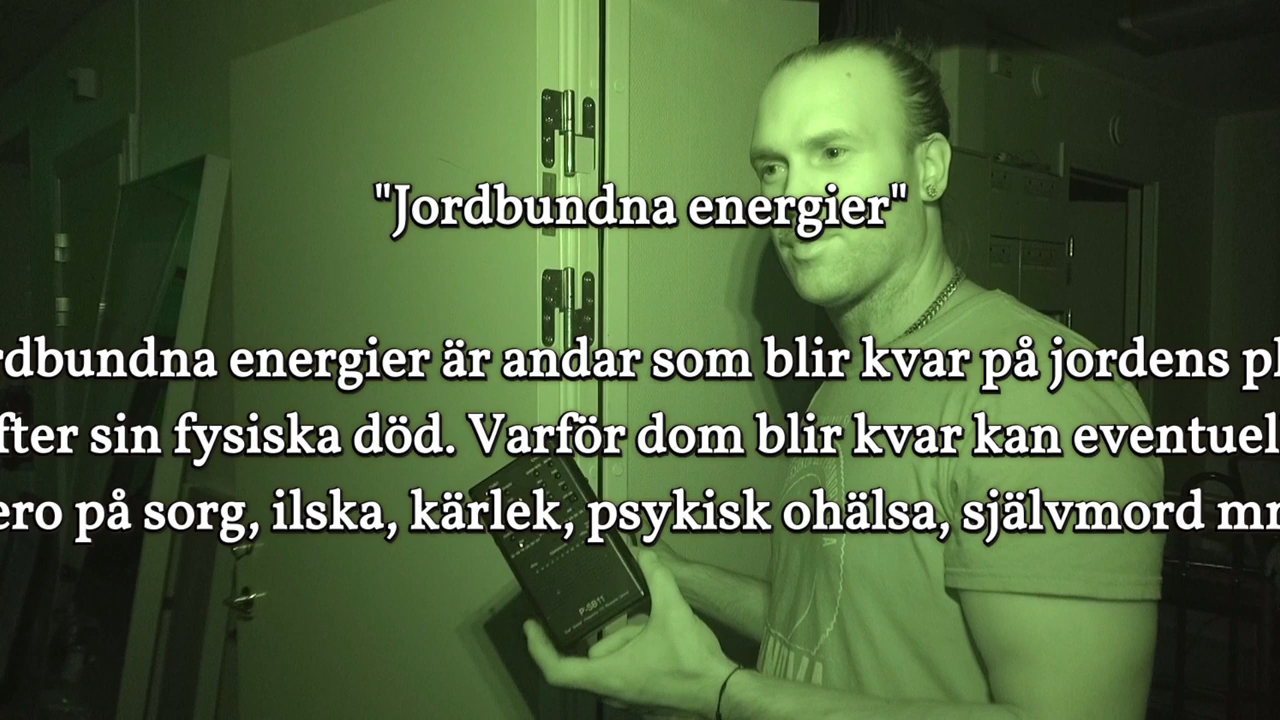 "Jordbundna energier"
rdbundna energier är andar som blir kvar på jordens pl
fter sin fysiska död. Varför dom blir kvar kan eventuel
ero på sorg, ilska, kärlek, psykisk ohälsa, självmord mm
P-SB11